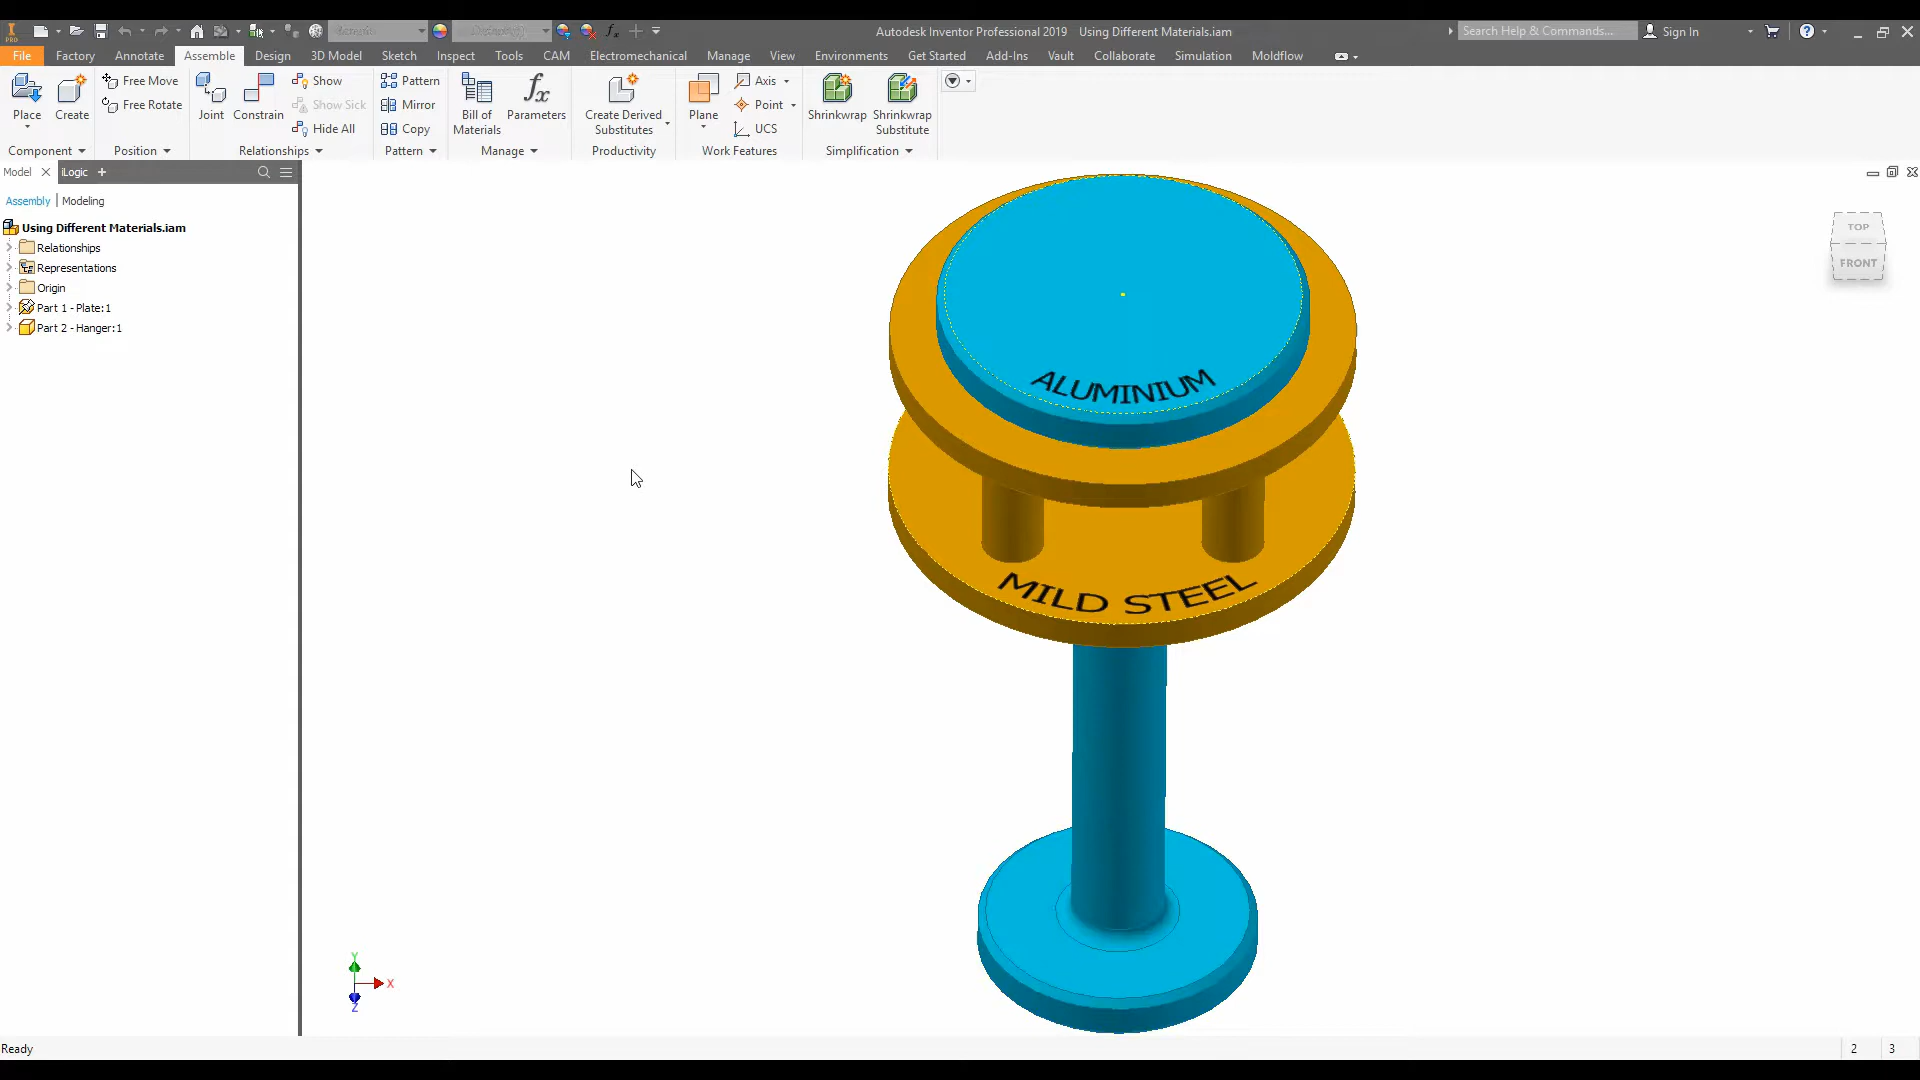 PRO
Autodesk Inventor Professional 2019 Using Different Materials.iam
Search Help & Commands...
Sign In
File Factory Annotate Assemble Design 3D Model Sketch Inspect Tools CAM Electromechanical Manage View Environments Get Started Add-Ins Vault Collaborate Simulation Moldflow
Place
Create
Component
Free Move
Free Rotate
Position
Joint
Constrain
Show
Show Sick
Hide All
Relationships
Pattern
Mirror
Copy
Pattern
Bill of
Materials
Parameters
Manage
Create Derived
Substitutes
Productivity
Plane
Axis
Point
UCS
Work Features
Shrinkwrap
Shrinkwrap
Substitute
Simplification
Model iLogic +
Assembly Modeling
Using Different Materials.iam
Relationships
Representations
Origin
Part 1 - Plate:1
Part 2 - Hanger:1
TOP
FRONT
ALUMINIUM
MILD STEEL
Y
X
Z
Ready
2 3